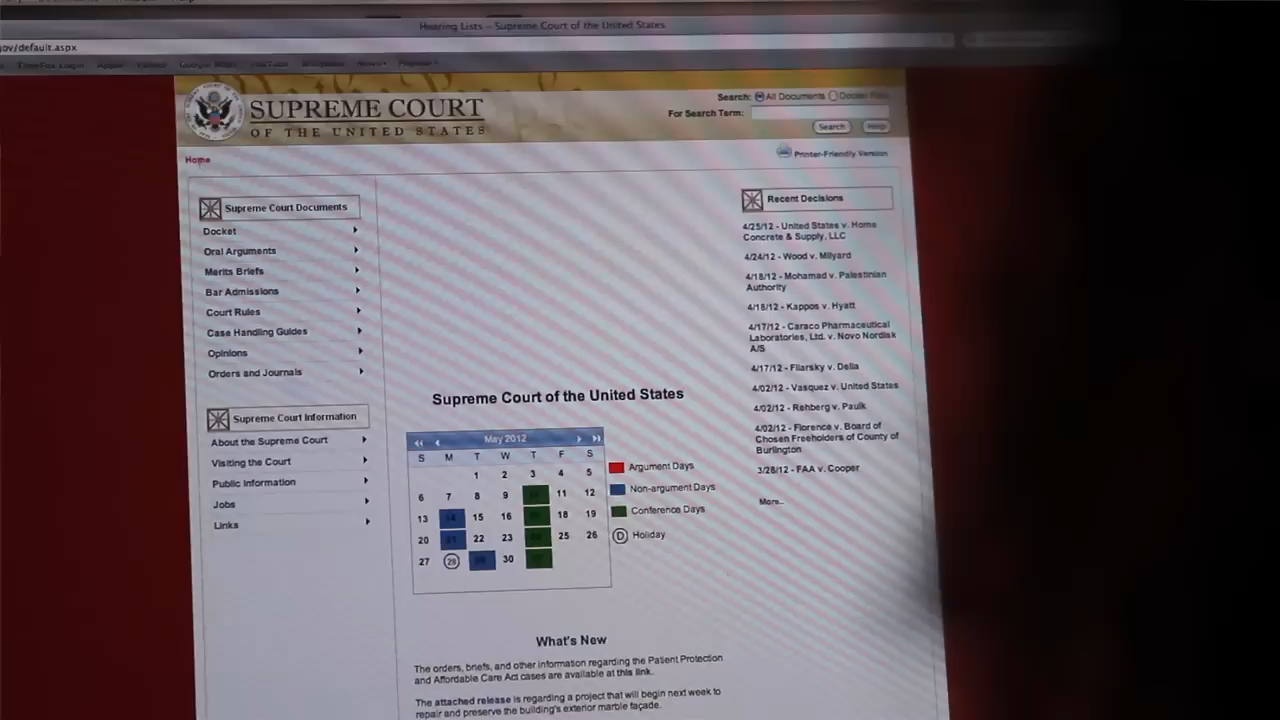 Hearing Lists – Supreme Court of the United States
gov/default.aspx
Apple
YouTube
Wikipedia
Popular
SUPREME COURT
OF THE UNITED STATES
Search: All Documents
For Search Term:
Search Help
Home
Printer-Friendly Version
Supreme Court Documents
Docket
Oral Arguments
Merits Briefs
Bar Admissions
Court Rules
Case Handling Guides
Opinions
Orders and Journals
Supreme Court Information
About the Supreme Court
Visiting the Court
Public Information
Jobs
Links
Supreme Court of the United States
May 2012
S M T W T F S
1 2 3 4 5
6 7 8 9 11 12
13 14 15 16 18 19
20 21 22 23 25 26
27 28 30
Argument Days
Non-argument Days
Conference Days
D Holiday
What's New
The orders, briefs, and other information regarding the Patient Protection
and Affordable Care Act cases are available at this link.
The attached release is regarding a project that will begin next week to
repair and preserve the building's exterior marble façade.
Recent Decisions
4/25/12 - United States v. Home
Concrete & Supply, LLC
4/24/12 - Wood v. Milyard
4/18/12 - Mohamad v. Palestinian
Authority
4/18/12 - Kappos v. Hyatt
4/17/12 - Caraco Pharmaceutical
Laboratories, Ltd. v. Novo Nordisk
A/S
4/17/12 - Filarsky v. Delia
4/02/12 - Vasquez v. United States
4/02/12 - Rehberg v. Paulk
4/02/12 - Florence v. Board of
Chosen Freeholders of County of
Burlington
3/28/12 - FAA v. Cooper
More...